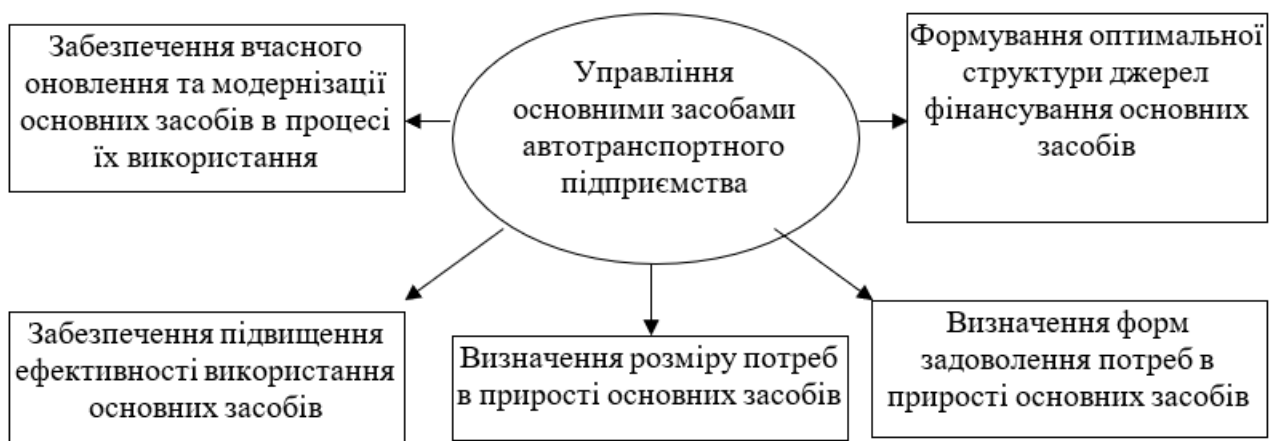 Забезпечення вчасного
оновлення та модернізації
основних засобів в процесі
їх використання
Управління
основними засобами
автотранспортного
підприємства
Формування оптимальної
структури джерел
фінансування основних
засобів
Забезпечення підвищення
ефективності використання
основних засобів
Визначення розміру потреб
в прирості основних засобів
Визначення форм
задоволення потреб в
прирості основних засобів